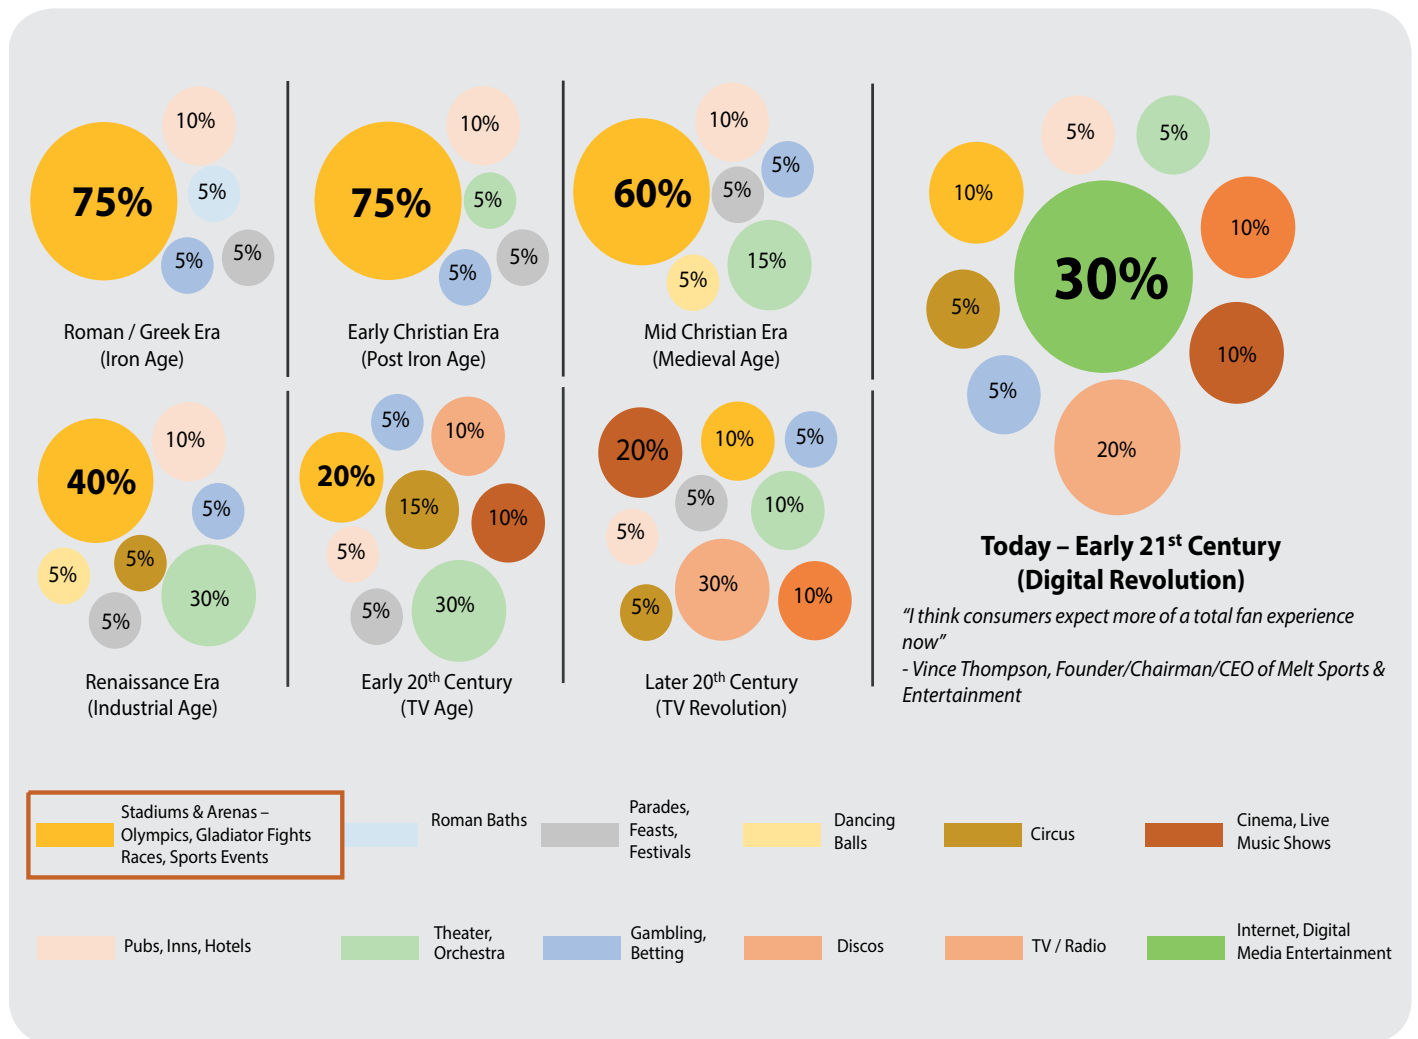 10%
75%
5%
5%
5%
Roman / Greek Era
(Iron Age)
10%
75%
5%
5%
5%
Early Christian Era
(Post Iron Age)
10%
5%
60%
5%
15%
5%
Mid Christian Era
(Medieval Age)
10%
40%
5%
5%
5%
30%
5%
Renaissance Era
(Industrial Age)
5%
10%
20%
15%
10%
5%
5%
30%
Early 20th Century
(TV Age)
20%
10%
5%
5%
10%
5%
30%
10%
5%
Later 20th Century
(TV Revolution)
5%
5%
10%
10%
30%
5%
10%
5%
20%
Today – Early 21st Century
(Digital Revolution)
“I think consumers expect more of a total fan experience
now”
- Vince Thompson, Founder/Chairman/CEO of Melt Sports &
Entertainment
Stadiums & Arenas –
Olympics, Gladiator Fights
Races, Sports Events
Roman Baths
Parades,
Feasts,
Festivals
Dancing
Balls
Circus
Cinema, Live
Music Shows
Pubs, Inns, Hotels
Theater,
Orchestra
Gambling,
Betting
Discos
TV / Radio
Internet, Digital
Media Entertainment